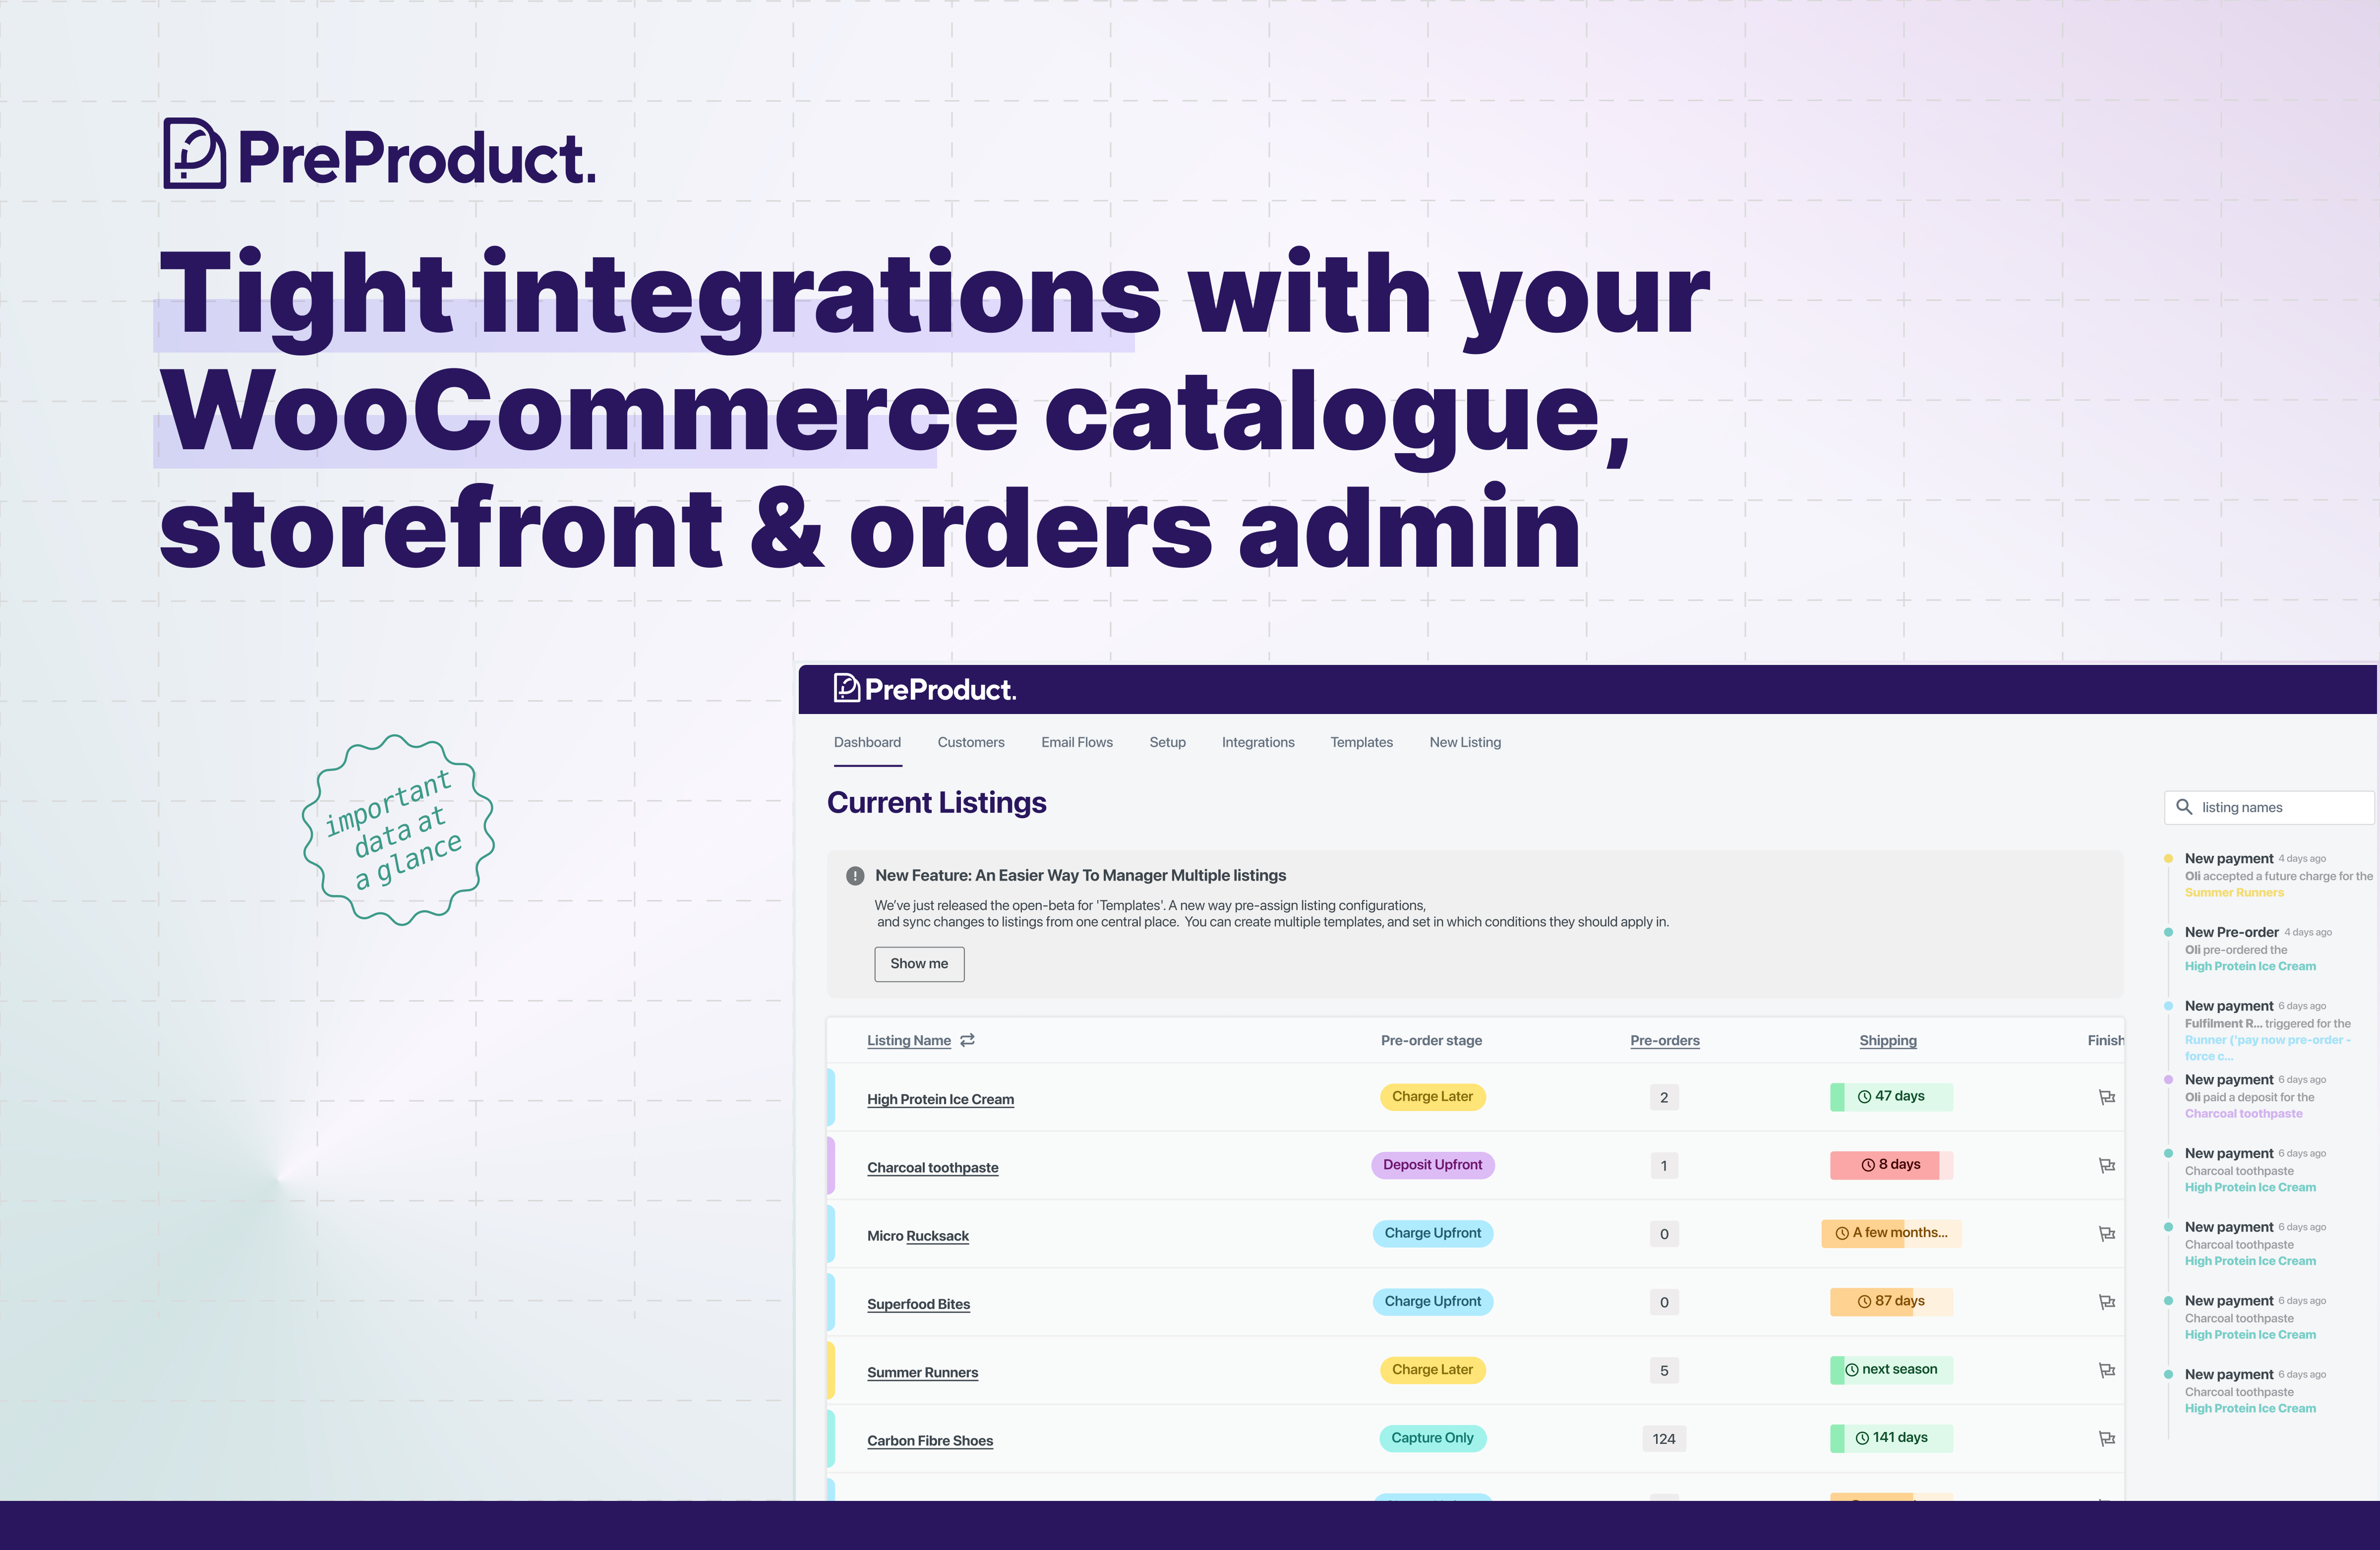 PreProduct.
Tight integrations with your
WooCommerce catalogue,
storefront & orders admin
important
data at
a glance
PreProduct.
Dashboard Customers Email Flows Setup Integrations Templates New Listing
Current Listings
New Feature: An Easier Way To Manager Multiple listings
We've just released the open-beta for 'Templates'. A new way pre-assign listing configurations,
and sync changes to listings from one central place. You can create multiple templates, and set in which conditions they should apply in.
Show me
Listing Name Pre-order stage Pre-orders Shipping Finish
High Protein Ice Cream Charge Later 2 47 days
Charcoal toothpaste Deposit Upfront 1 8 days
Micro Rucksack Charge Upfront 0 A few months...
Superfood Bites Charge Upfront 0 87 days
Summer Runners Charge Later 5 next season
Carbon Fibre Shoes Capture Only 124 141 days
listing names
New payment 4 days ago
Oli accepted a future charge for the
Summer Runners
New Pre-order 4 days ago
Oli pre-ordered the
High Protein Ice Cream
New payment 6 days ago
Fulfilment R... triggered for the
Runner ('pay now pre-order -
force c...
New payment 6 days ago
Oli paid a deposit for the
Charcoal toothpaste
New payment 6 days ago
Charcoal toothpaste
High Protein Ice Cream
New payment 6 days ago
Charcoal toothpaste
High Protein Ice Cream
New payment 6 days ago
Charcoal toothpaste
High Protein Ice Cream
New payment 6 days ago
Charcoal toothpaste
High Protein Ice Cream